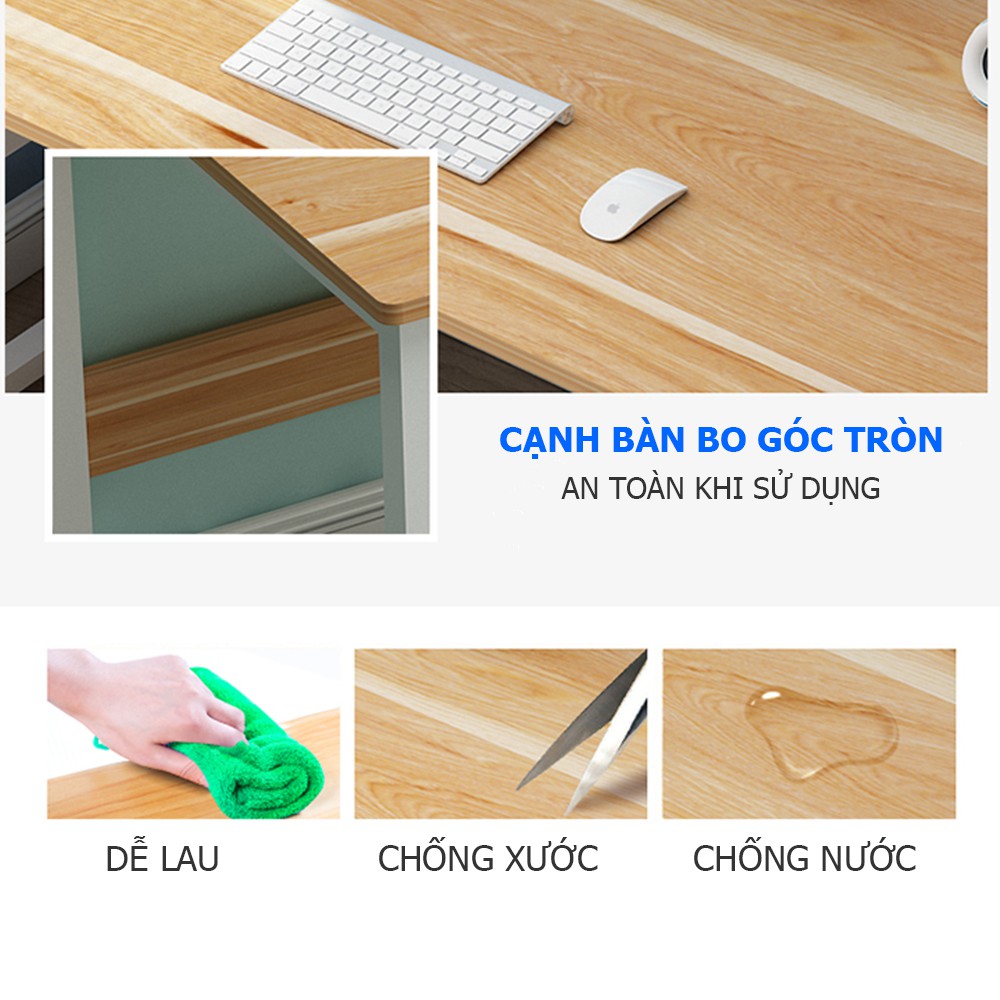 CẠNH BÀN BO GÓC TRÒN
AN TOÀN KHI SỬ DỤNG
DỄ LAU
CHỐNG XƯỚC
CHỐNG NƯỚC